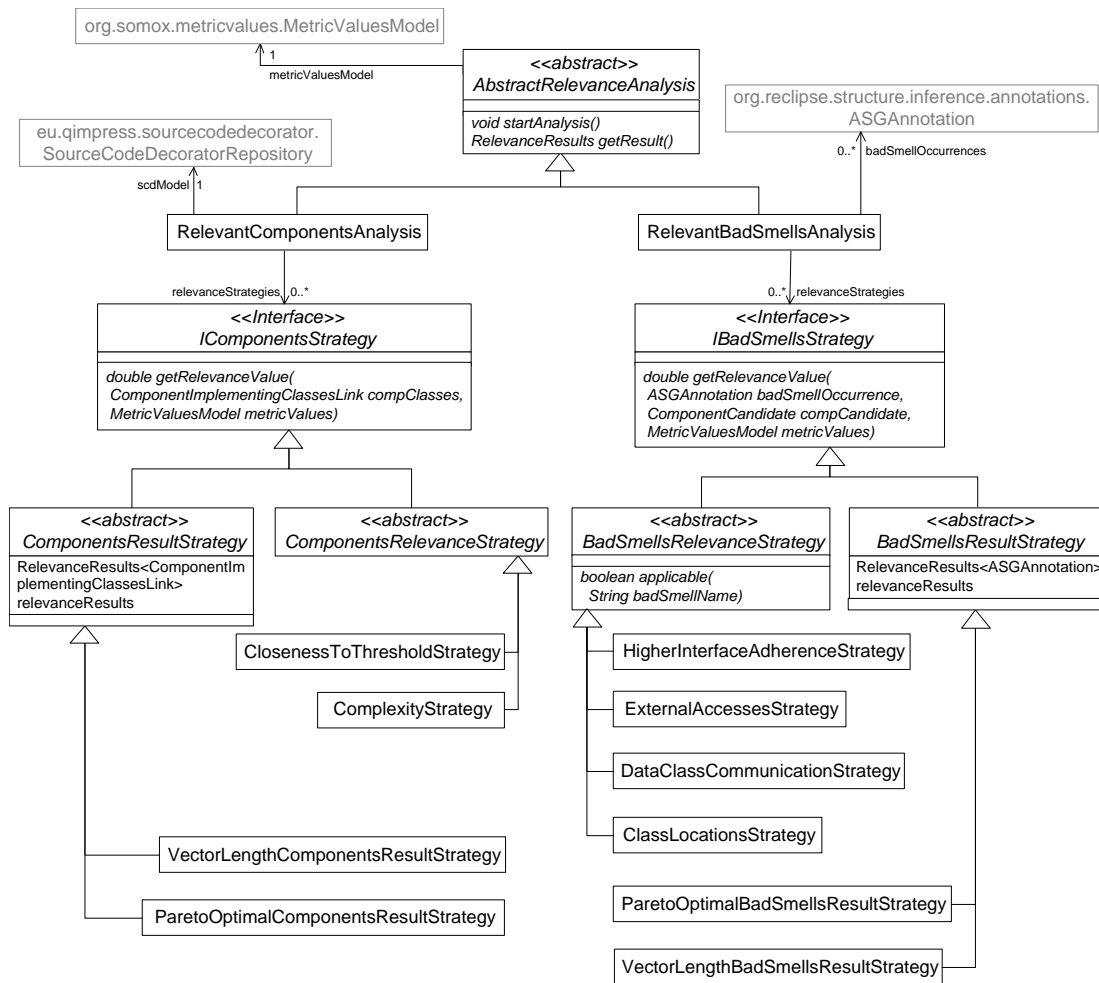 org.somox.metricvalues.MetricValuesModel
1
metricValuesModel
<<abstract>>
AbstractRelevanceAnalysis
void startAnalysis()
RelevanceResults getResult()
org.reclipse.structure.inference.annotations.
ASGAnnotation
0..* badSmellOccurrences
eu.qimpress.sourcecodedecorator.
SourceCodeDecoratorRepository
scdModel 1
RelevantComponentsAnalysis
RelevantBadSmellsAnalysis
relevanceStrategies 0..*
0..* relevanceStrategies
<<Interface>>
IComponentsStrategy
double getRelevanceValue(
ComponentImplementingClassesLink compClasses,
MetricValuesModel metricValues)
<<Interface>>
IBadSmellsStrategy
double getRelevanceValue(
ASGAnnotation badSmellOccurrence,
ComponentCandidate compCandidate,
MetricValuesModel metricValues)
<<abstract>>
ComponentsResultStrategy
RelevanceResults<ComponentIm
plementingClassesLink>
relevanceResults
<<abstract>>
ComponentsRelevanceStrategy
<<abstract>>
BadSmellsRelevanceStrategy
boolean applicable(
String badSmellName)
<<abstract>>
BadSmellsResultStrategy
RelevanceResults<ASGAnnotation>
relevanceResults
ClosenessToThresholdStrategy
ComplexityStrategy
HigherInterfaceAdherenceStrategy
ExternalAccessesStrategy
DataClassCommunicationStrategy
ClassLocationsStrategy
VectorLengthComponentsResultStrategy
ParetoOptimalComponentsResultStrategy
ParetoOptimalBadSmellsResultStrategy
VectorLengthBadSmellsResultStrategy